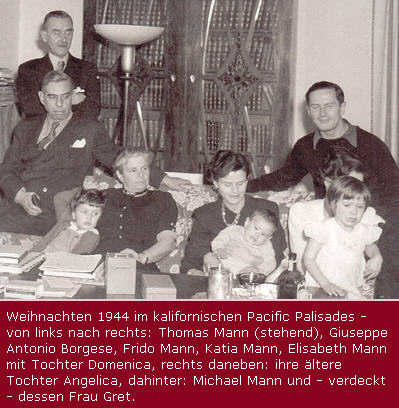 Weihnachten 1944 im kalifornischen Pacific Palisades –
von links nach rechts: Thomas Mann (stehend), Giuseppe
Antonio Borgese, Frido Mann, Katia Mann, Elisabeth Mann
mit Tochter Domenica, rechts daneben: ihre ältere
Tochter Angelica, dahinter: Michael Mann und – verdeckt
– dessen Frau Gret.